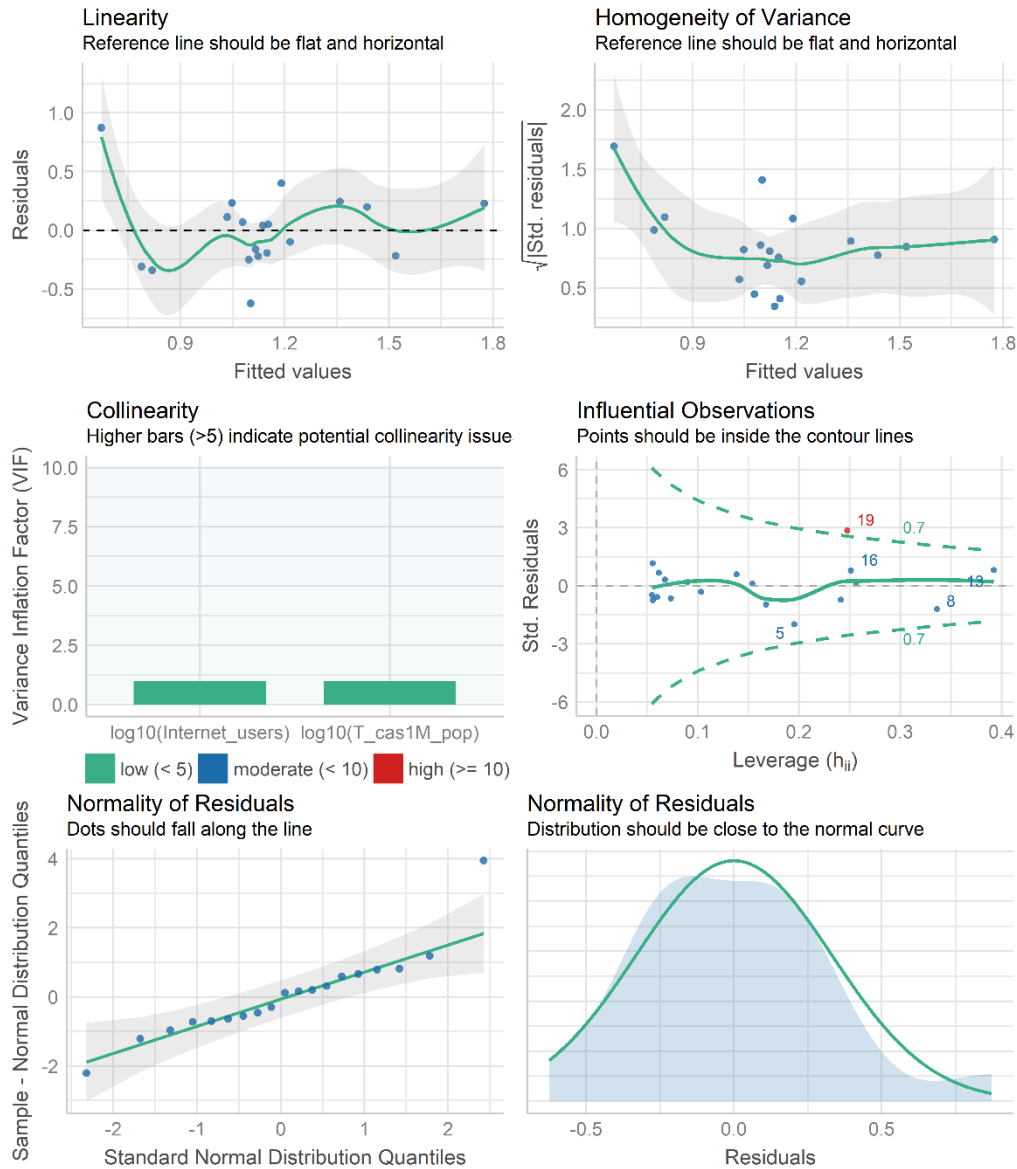 Linearity
Reference line should be flat and horizontal
Residuals
1.0
0.5
0.0
-0.5
0.9
1.2
1.5
1.8
Fitted values
Homogeneity of Variance
Reference line should be flat and horizontal
√|Std. residuals|
2.0
1.5
1.0
0.5
0.9
1.2
1.5
1.8
Fitted values
Collinearity
Higher bars (>5) indicate potential collinearity issue
Variance Inflation Factor (VIF)
10.0
7.5
5.0
2.5
0.0
log10(Internet_users)
log10(T_cas1M_pop)
low (< 5)
moderate (< 10)
high (>= 10)
Influential Observations
Points should be inside the contour lines
Std. Residuals
6
3
0
-3
-6
19
0.7
16
13
8
5
0.7
0.0
0.1
0.2
0.3
0.4
Leverage (hii)
Normality of Residuals
Dots should fall along the line
Sample - Normal Distribution Quantiles
4
2
0
-2
-2
-1
0
1
2
Standard Normal Distribution Quantiles
Normality of Residuals
Distribution should be close to the normal curve
-0.5
0.0
0.5
Residuals